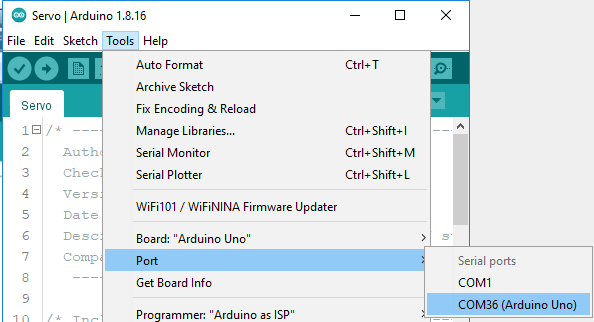 Servo | Arduino 1.8.16
File Edit Sketch Tools Help
Servo
Auto Format Ctrl+T
Archive Sketch
Fix Encoding & Reload
Manage Libraries... Ctrl+Shift+I
Serial Monitor Ctrl+Shift+M
Serial Plotter Ctrl+Shift+L
WiFi101 / WiFiNINA Firmware Updater
Board: "Arduino Uno"
Port
Get Board Info
Programmer: "Arduino as ISP"
Serial ports
COM1
COM36 (Arduino Uno)
1 /* ----
2 Autho
3 Check
4 Versi
5 Date
6 Descr
7 Compa
8 ----
9
10 /* Incl